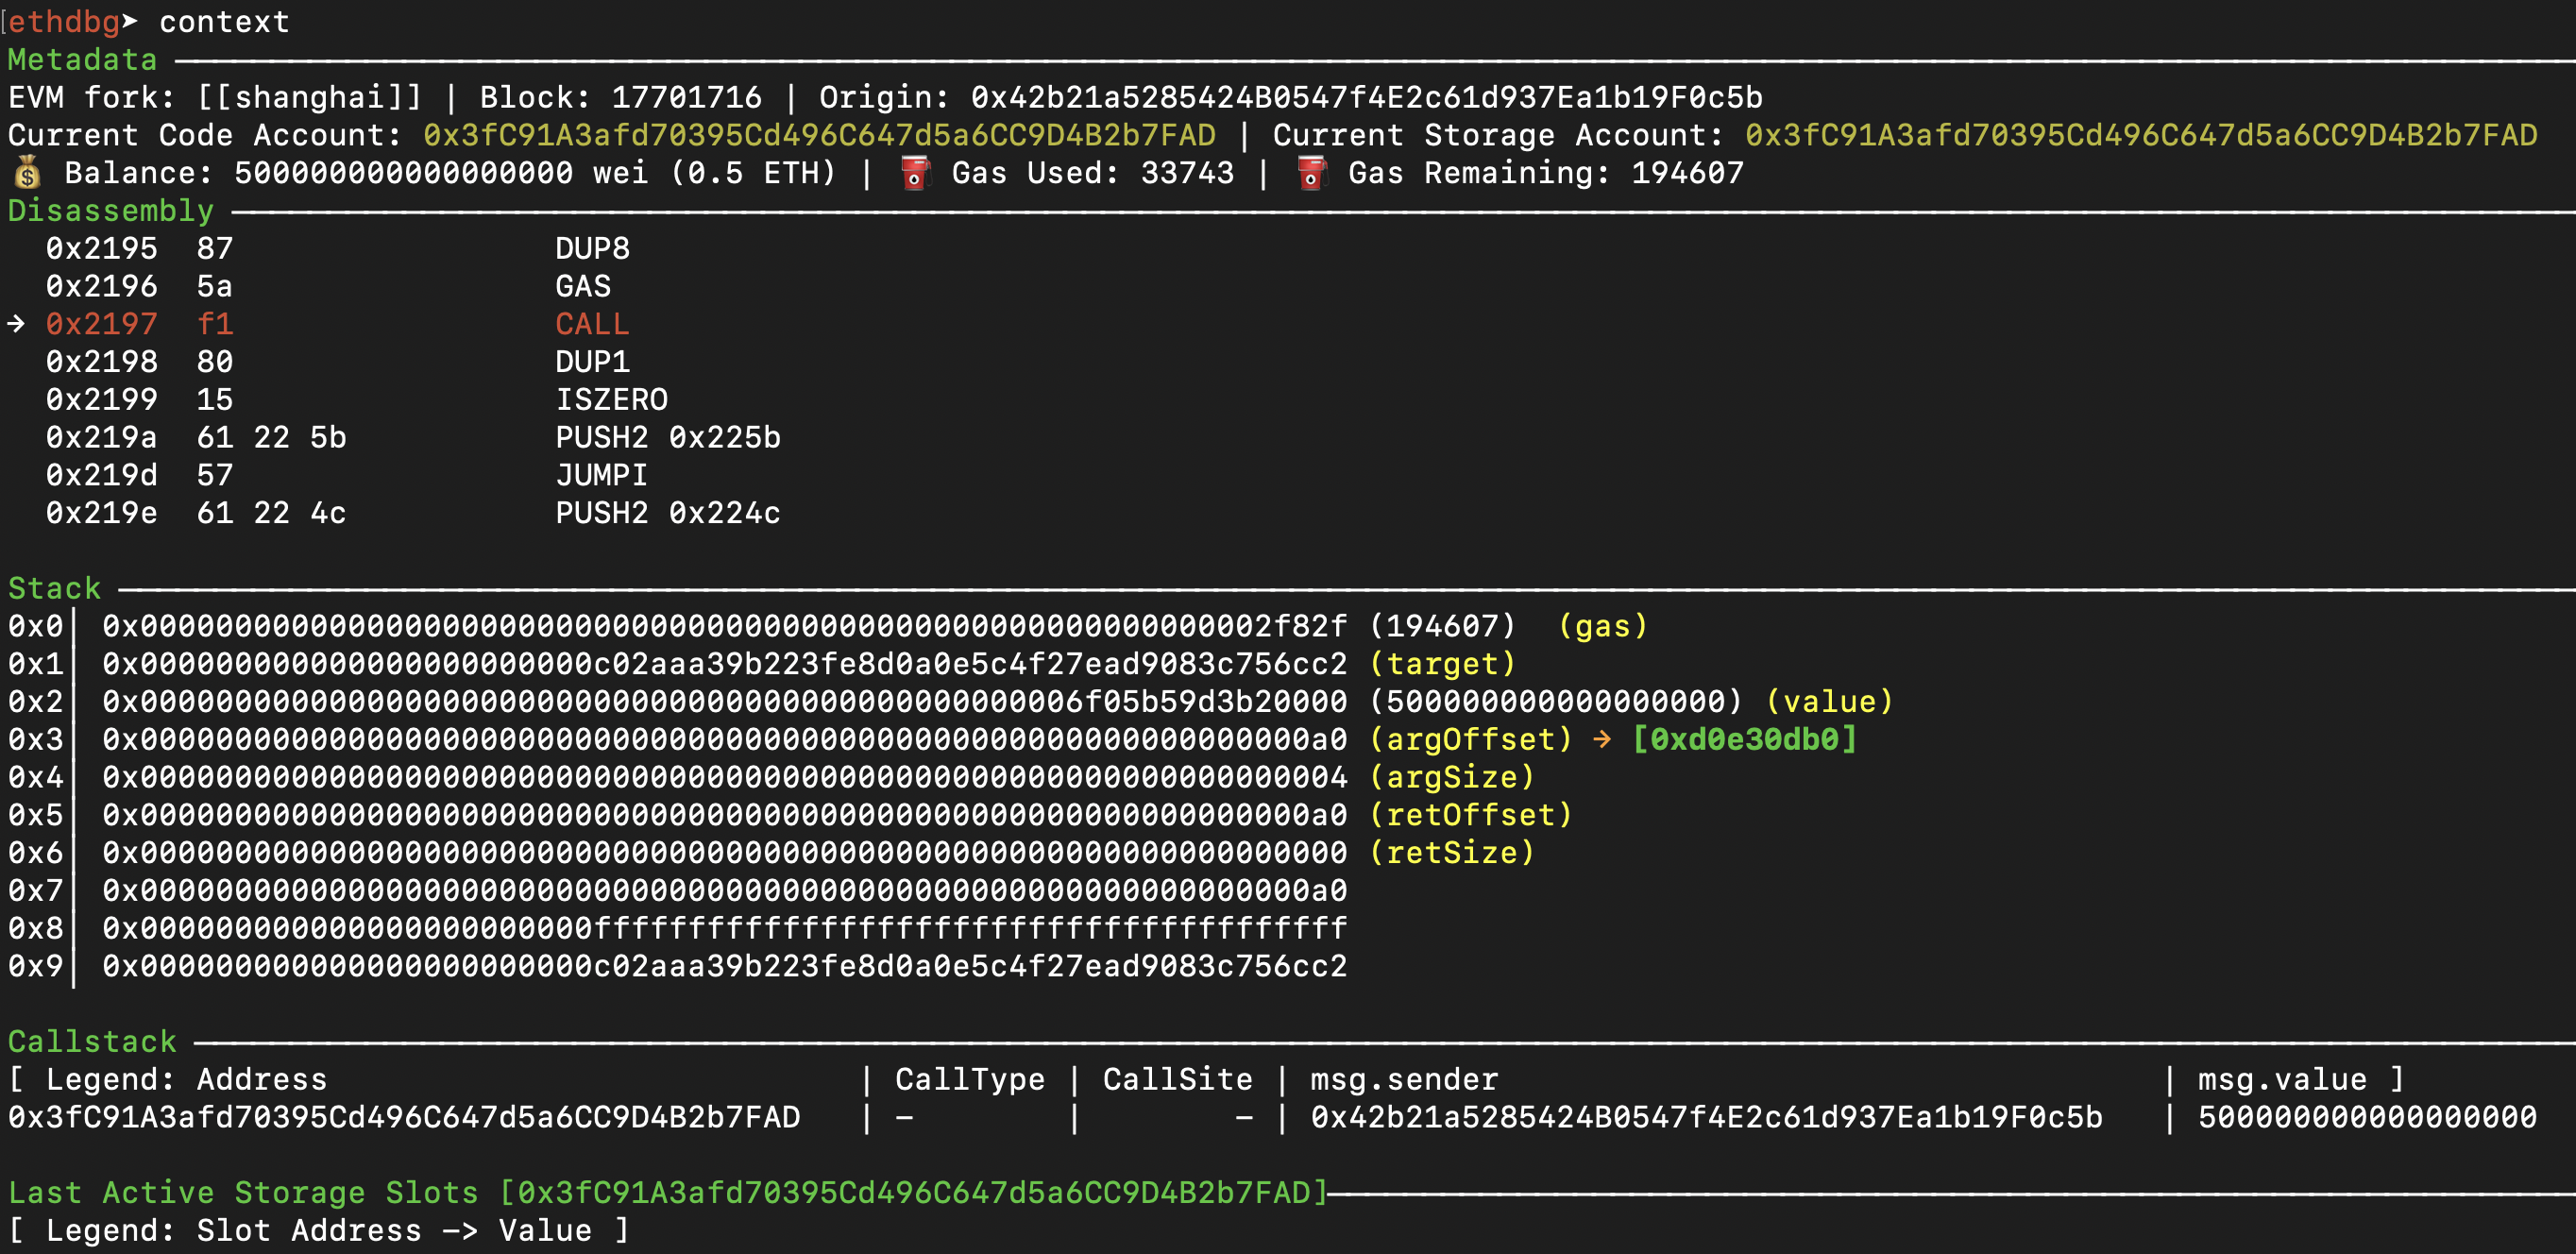 [ethdbg➤ context
Metadata
EVM fork: [[shanghai]] | Block: 17701716 | Origin: 0x42b21a5285424B0547f4E2c61d937Ea1b19F0c5b
Current Code Account: 0x3fC91A3afd70395Cd496C647d5a6CC9D4B2b7FAD | Current Storage Account: 0x3fC91A3afd70395Cd496C647d5a6CC9D4B2b7FAD
💰 Balance: 500000000000000000 wei (0.5 ETH) | ⛽ Gas Used: 33743 | ⛽ Gas Remaining: 194607
Disassembly
0x2195 87 DUP8
0x2196 5a GAS
→ 0x2197 f1 CALL
0x2198 80 DUP1
0x2199 15 ISZERO
0x219a 61 22 5b PUSH2 0x225b
0x219d 57 JUMPI
0x219e 61 22 4c PUSH2 0x224c
Stack
0x0| 0x000000000000000000000000000000000000000000000000000000000002f82f (194607) (gas)
0x1| 0x000000000000000000000000c02aaa39b223fe8d0a0e5c4f27ead9083c756cc2 (target)
0x2| 0x00000000000000000000000000000000000000000000000006f05b59d3b20000 (500000000000000000) (value)
0x3| 0x00000000000000000000000000000000000000000000000000000000000000a0 (argOffset) → [0xd0e30db0]
0x4| 0x0000000000000000000000000000000000000000000000000000000000000004 (argSize)
0x5| 0x00000000000000000000000000000000000000000000000000000000000000a0 (retOffset)
0x6| 0x0000000000000000000000000000000000000000000000000000000000000000 (retSize)
0x7| 0x00000000000000000000000000000000000000000000000000000000000000a0
0x8| 0x000000000000000000000000ffffffffffffffffffffffffffffffffffffffff
0x9| 0x000000000000000000000000c02aaa39b223fe8d0a0e5c4f27ead9083c756cc2
Callstack
[ Legend: Address | CallType | CallSite | msg.sender | msg.value ]
0x3fC91A3afd70395Cd496C647d5a6CC9D4B2b7FAD | - | - | 0x42b21a5285424B0547f4E2c61d937Ea1b19F0c5b | 500000000000000000
Last Active Storage Slots [0x3fC91A3afd70395Cd496C647d5a6CC9D4B2b7FAD]
[ Legend: Slot Address -> Value ]